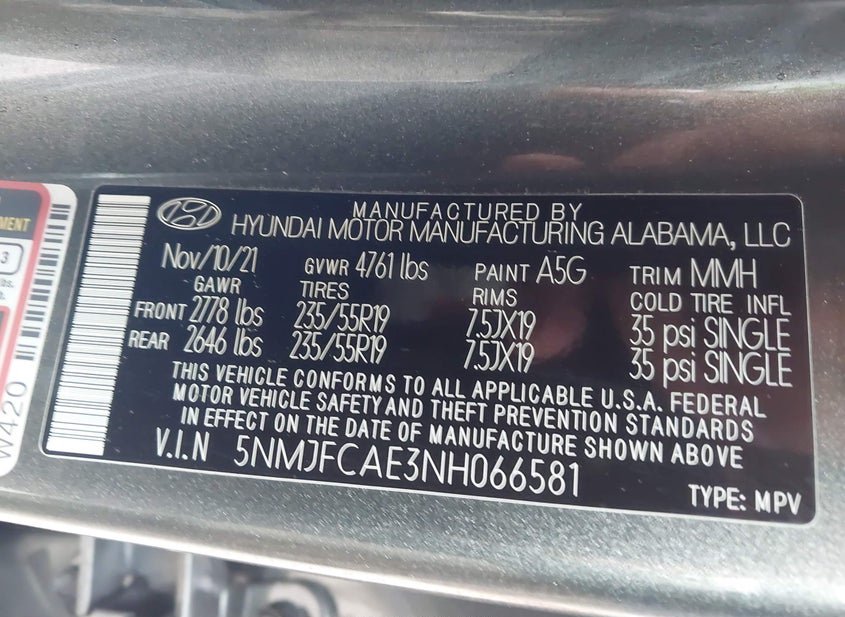 MANUFACTURED BY
HYUNDAI MOTOR MANUFACTURING ALABAMA, LLC
Nov/10/21 GVWR 4761 lbs PAINT A5G TRIM MMH
GAWR TIRES RIMS COLD TIRE INFL
FRONT 2778 lbs 235/55R19 7.5JX19 35 psi SINGLE
REAR 2646 lbs 235/55R19 7.5JX19 35 psi SINGLE
THIS VEHICLE CONFORMS TO ALL APPLICABLE U.S.A. FEDERAL
MOTOR VEHICLE SAFETY AND THEFT PREVENTION STANDARDS
IN EFFECT ON THE DATE OF MANUFACTURE SHOWN ABOVE
V.I.N 5NMJFCAE3NH066581
TYPE: MPV
3
W420